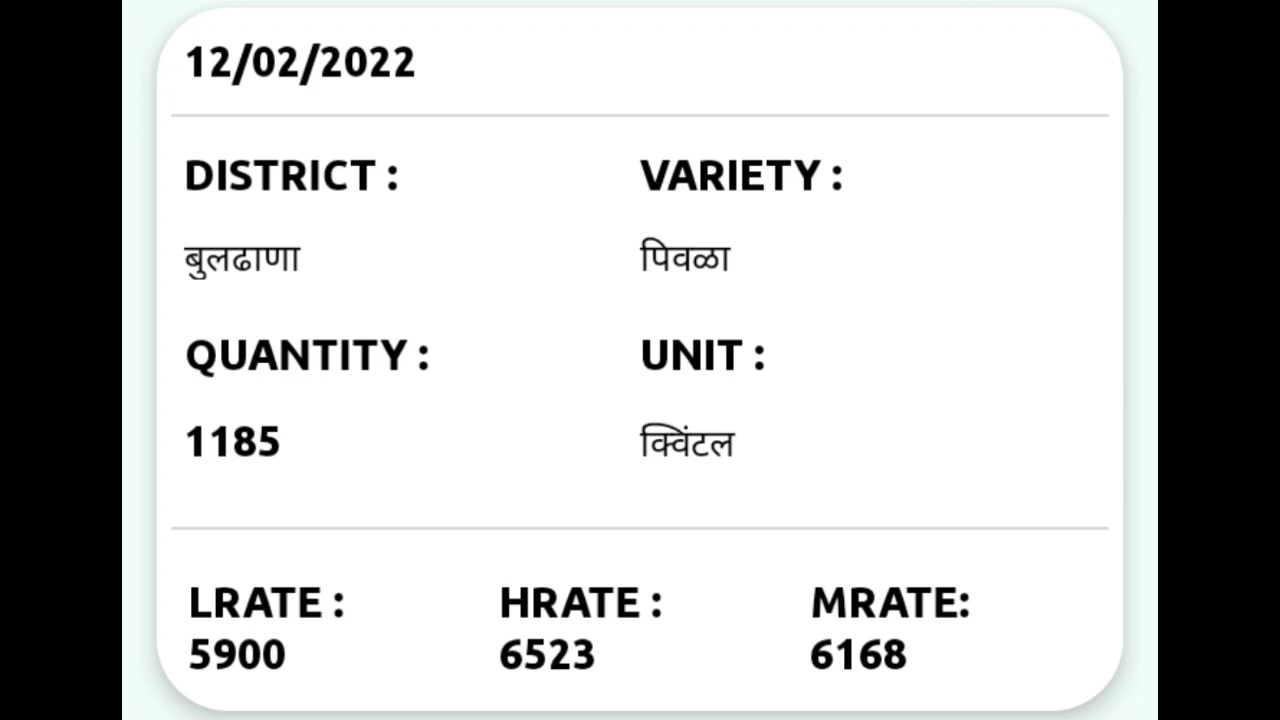 12/02/2022
DISTRICT : VARIETY :
बुलढाणा पिवळा
QUANTITY : UNIT :
1185 क्विंटल
LRATE : HRATE : MRATE:
5900 6523 6168